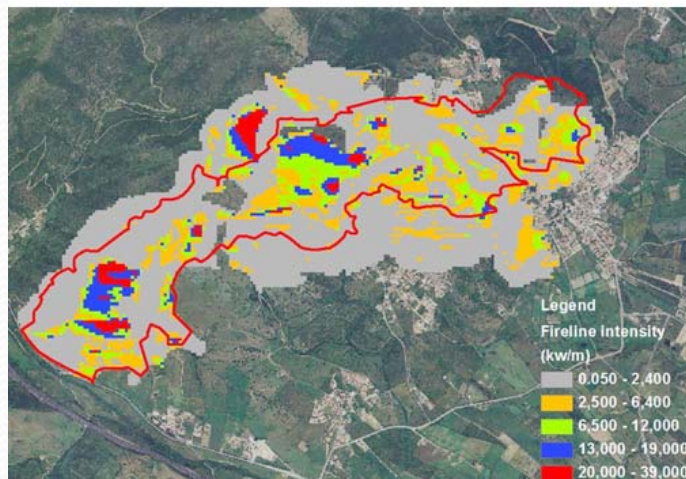 Legend
Fireline Intensity
(kw/m)
0.050 - 2,400
2,500 - 6,400
6,500 - 12,000
13,000 - 19,000
20,000 - 39,000